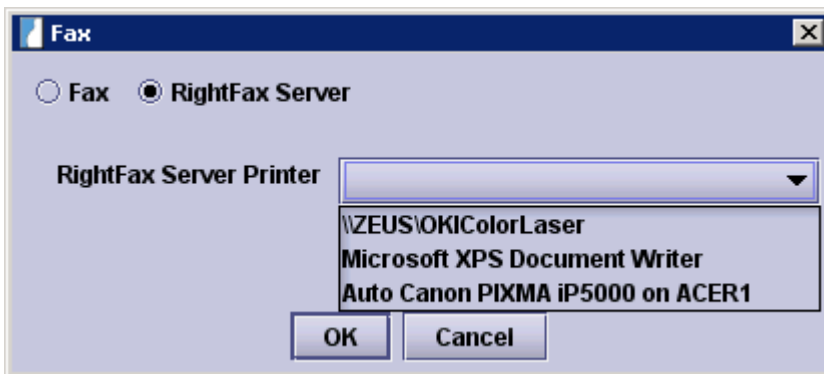 Fax
Fax RightFax Server
RightFax Server Printer
\\ZEUS\OKIColorLaser
Microsoft XPS Document Writer
Auto Canon PIXMA iP5000 on ACER1
OK Cancel